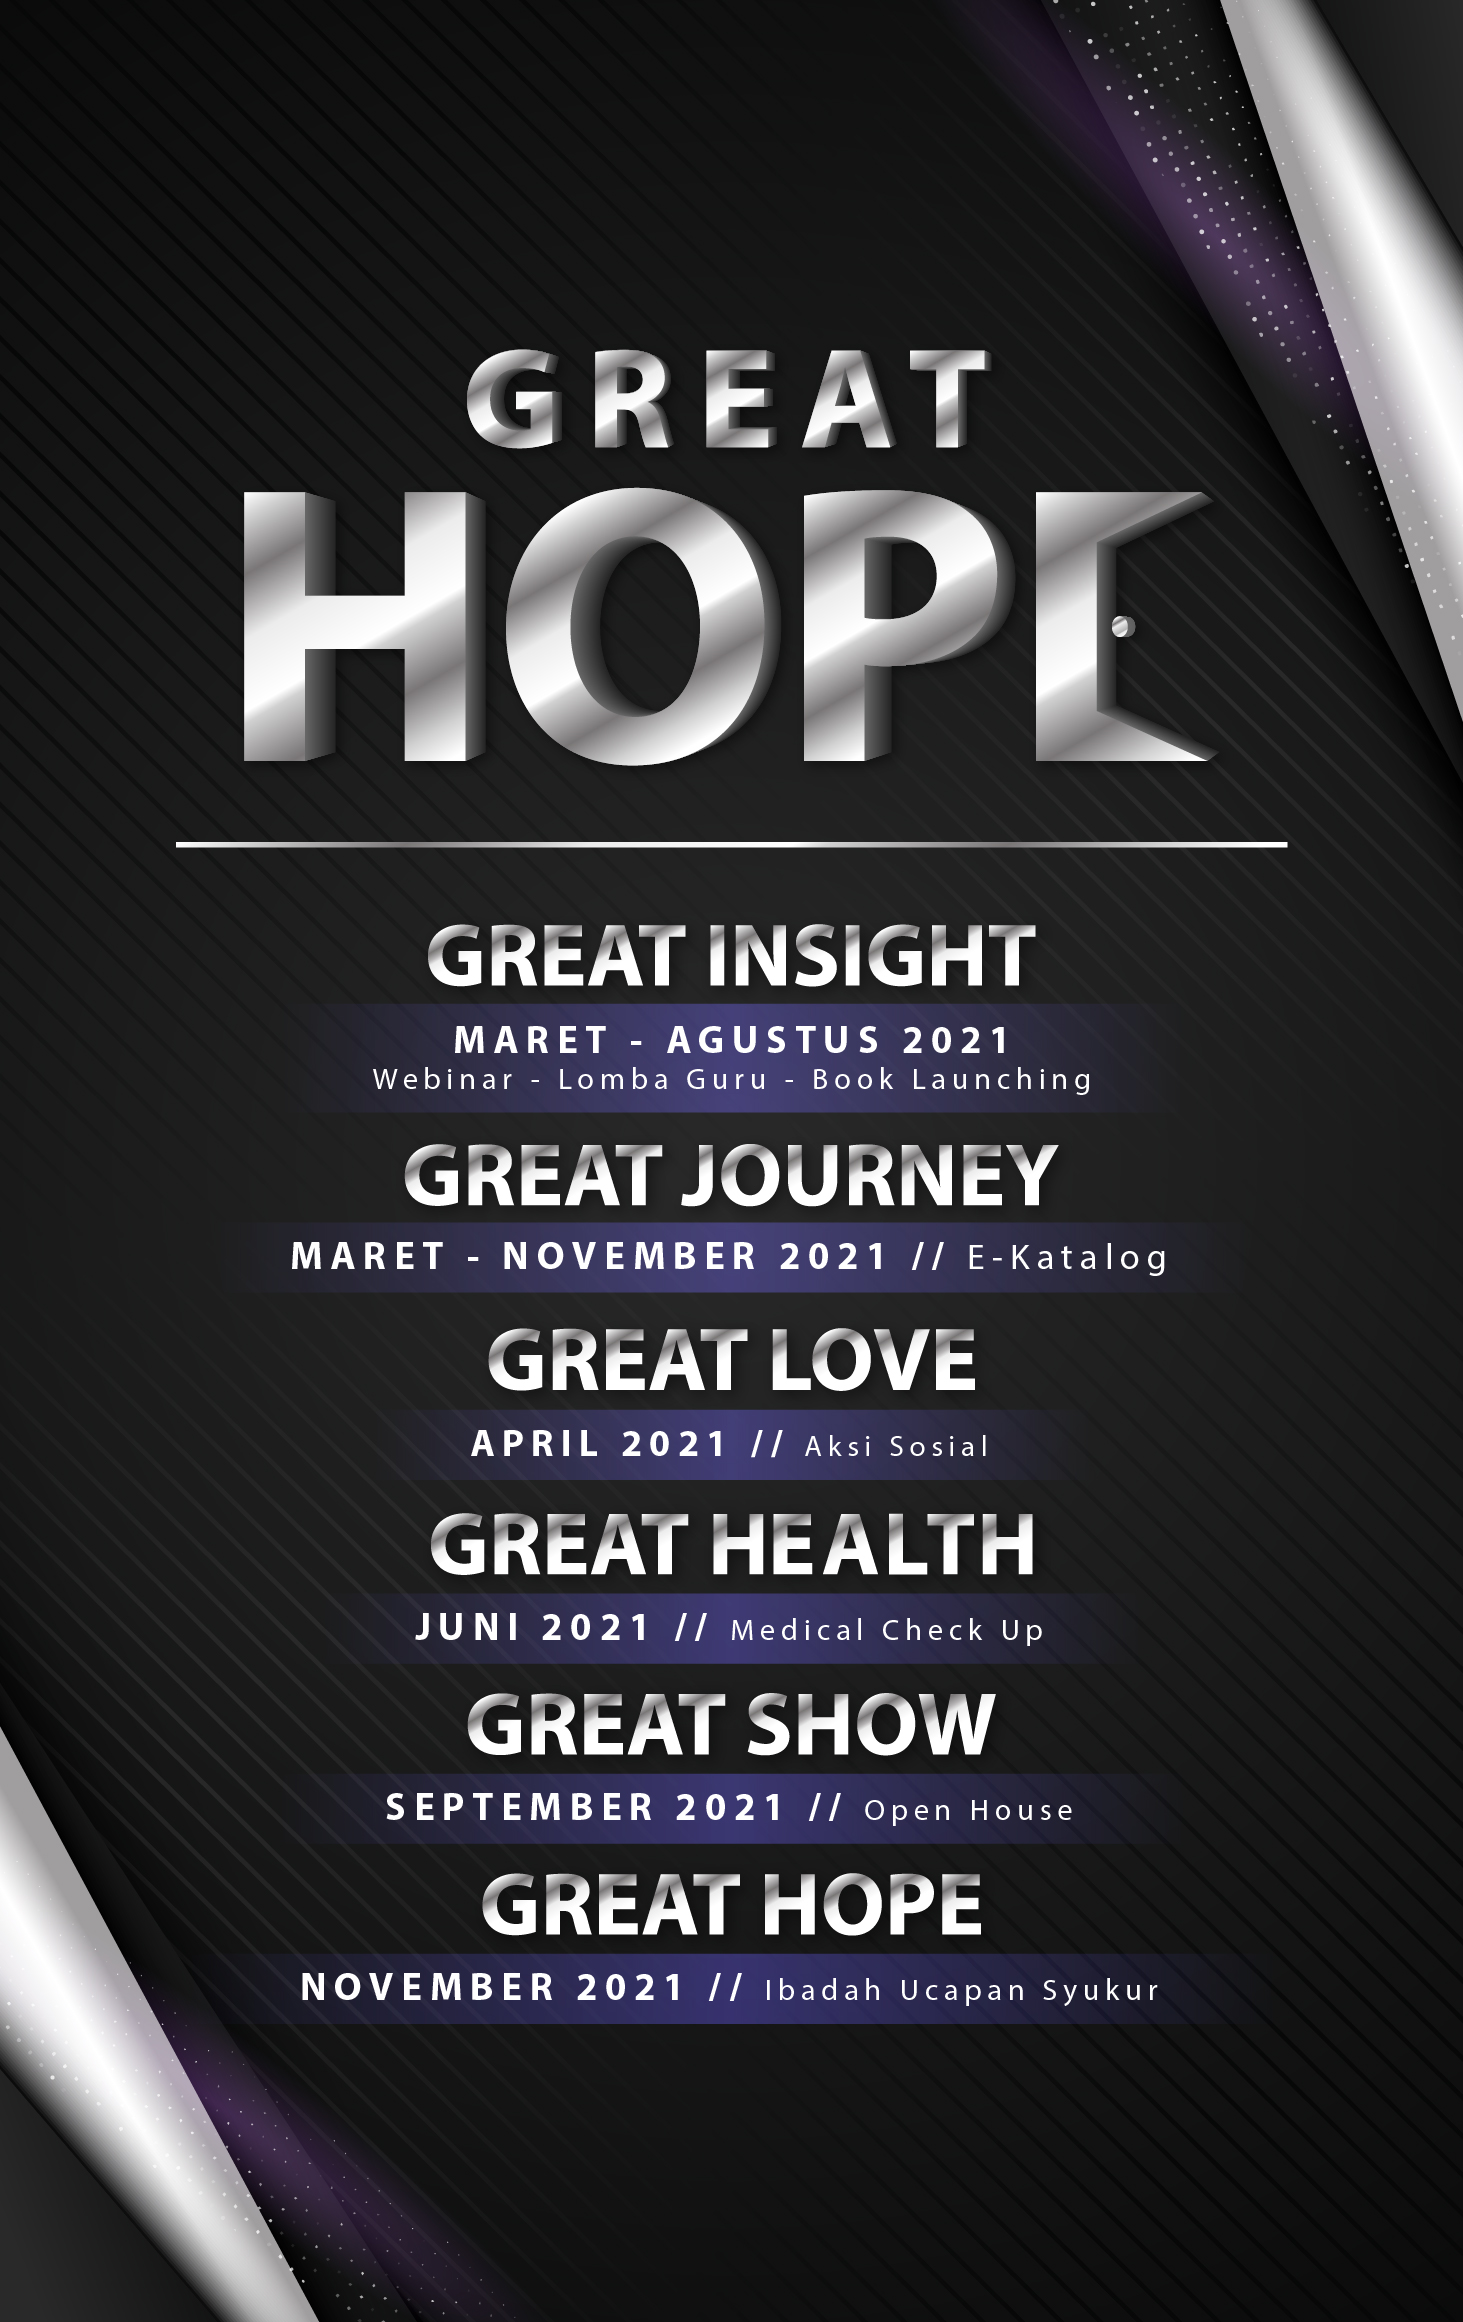 GREAT
HOPE
GREAT INSIGHT
MARET - AGUSTUS 2021
Webinar - Lomba Guru - Book Launching
GREAT JOURNEY
MARET - NOVEMBER 2021 // E-Katalog
GREAT LOVE
APRIL 2021 // Aksi Sosial
GREAT HEALTH
JUNI 2021 // Medical Check Up
GREAT SHOW
SEPTEMBER 2021 // Open House
GREAT HOPE
NOVEMBER 2021 // Ibadah Ucapan Syukur